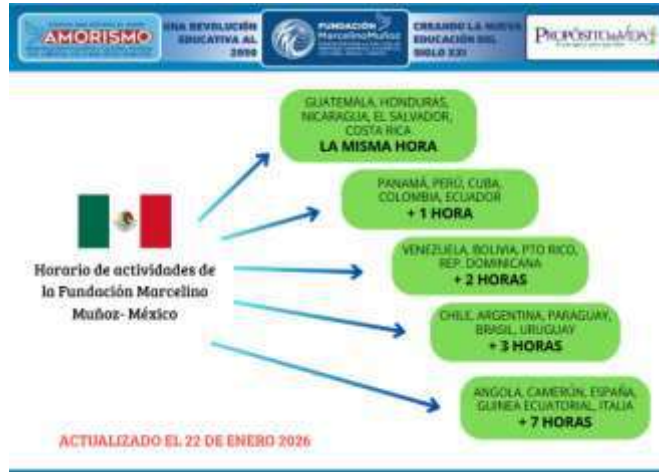 AMORISMO
UNA REVOLUCIÓN
EDUCATIVA AL
2050
FUNDACIÓN
MarcelinoMuñoz
CREANDO LA NUEVA
EDUCACIÓN DEL
SIGLO XXI
PROPÓSITOdeVIDA
GUATEMALA, HONDURAS,
NICARAGUA, EL SALVADOR,
COSTA RICA
LA MISMA HORA
PANAMÁ, PERÚ, CUBA,
COLOMBIA, ECUADOR
+ 1 HORA
VENEZUELA, BOLIVIA, PTO RICO,
REP. DOMINICANA
+ 2 HORAS
CHILE, ARGENTINA, PARAGUAY,
BRASIL, URUGUAY
+ 3 HORAS
ANGOLA, CAMERÚN, ESPAÑA,
GUINEA ECUATORIAL, ITALIA
+ 7 HORAS
Horario de actividades de
la Fundación Marcelino
Muñoz- México
ACTUALIZADO EL 22 DE ENERO 2026